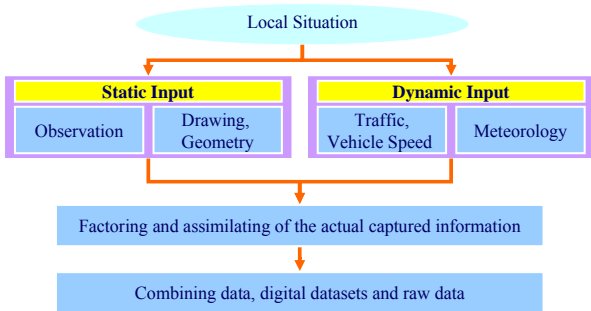 Local Situation
Static Input
Dynamic Input
Observation
Drawing,
Geometry
Traffic,
Vehicle Speed
Meteorology
Factoring and assimilating of the actual captured information
Combining data, digital datasets and raw data